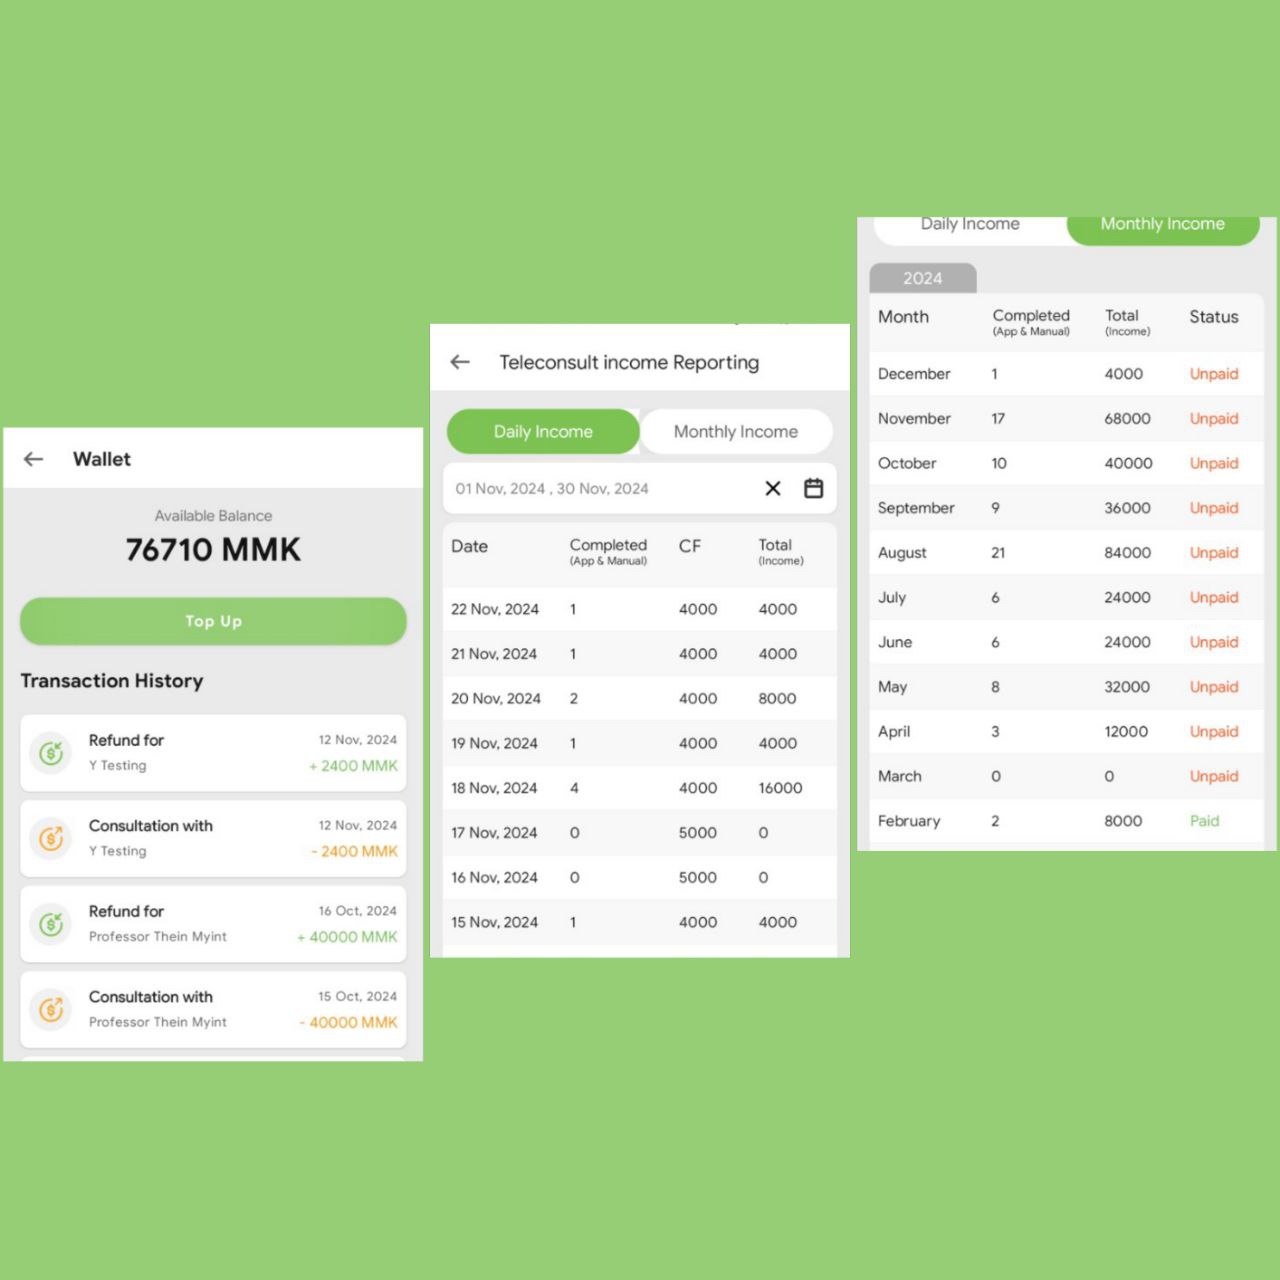 Wallet
Available Balance
76710 MMK
Top Up
Transaction History
Refund for 12 Nov, 2024
Y Testing + 2400 MMK
Consultation with 12 Nov, 2024
Y Testing - 2400 MMK
Refund for 16 Oct, 2024
Professor Thein Myint + 40000 MMK
Consultation with 15 Oct, 2024
Professor Thein Myint - 40000 MMK
Teleconsult income Reporting
Daily Income Monthly Income
01 Nov, 2024 , 30 Nov, 2024
Date Completed CF Total
(App & Manual) (Income)
22 Nov, 2024 1 4000 4000
21 Nov, 2024 1 4000 4000
20 Nov, 2024 2 4000 8000
19 Nov, 2024 1 4000 4000
18 Nov, 2024 4 4000 16000
17 Nov, 2024 0 5000 0
16 Nov, 2024 0 5000 0
15 Nov, 2024 1 4000 4000
Daily Income Monthly Income
2024
Month Completed Total Status
(App & Manual) (Income)
December 1 4000 Unpaid
November 17 68000 Unpaid
October 10 40000 Unpaid
September 9 36000 Unpaid
August 21 84000 Unpaid
July 6 24000 Unpaid
June 6 24000 Unpaid
May 8 32000 Unpaid
April 3 12000 Unpaid
March 0 0 Unpaid
February 2 8000 Paid